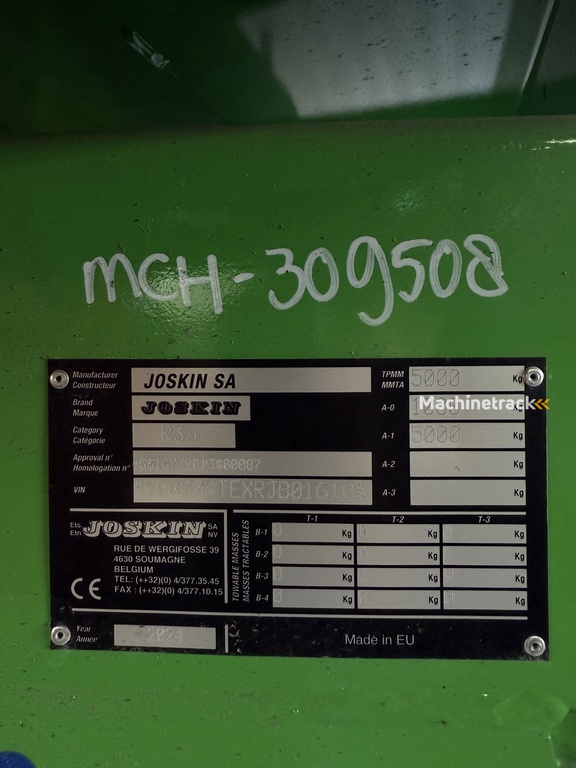 MCH-309508
Manufacturer
Constructeur
JOSKIN SA
TPMM
MMTA
5000 Kg
Brand
Marque
JOSKIN
A-0
Machinetrack
Category
Catégorie
R3a
A-1
5000 Kg
Approval n°
Homologation n°
A-2
Kg
VIN
A-3
Kg
Ets
Etn
JOSKIN
SA
NV
RUE DE WERGIFOSSE 39
4630 SOUMAGNE
BELGIUM
TEL: (++32)(0) 4/377.35.45
FAX : (++32)(0) 4/377.10.15
CE
TOWABLE MASSES
MASSES TRACTABLES
T-1 T-2 T-3
B-1 Kg Kg Kg
B-2 Kg Kg Kg
B-3 Kg Kg Kg
B-4 Kg Kg Kg
Year
Année
Made in EU